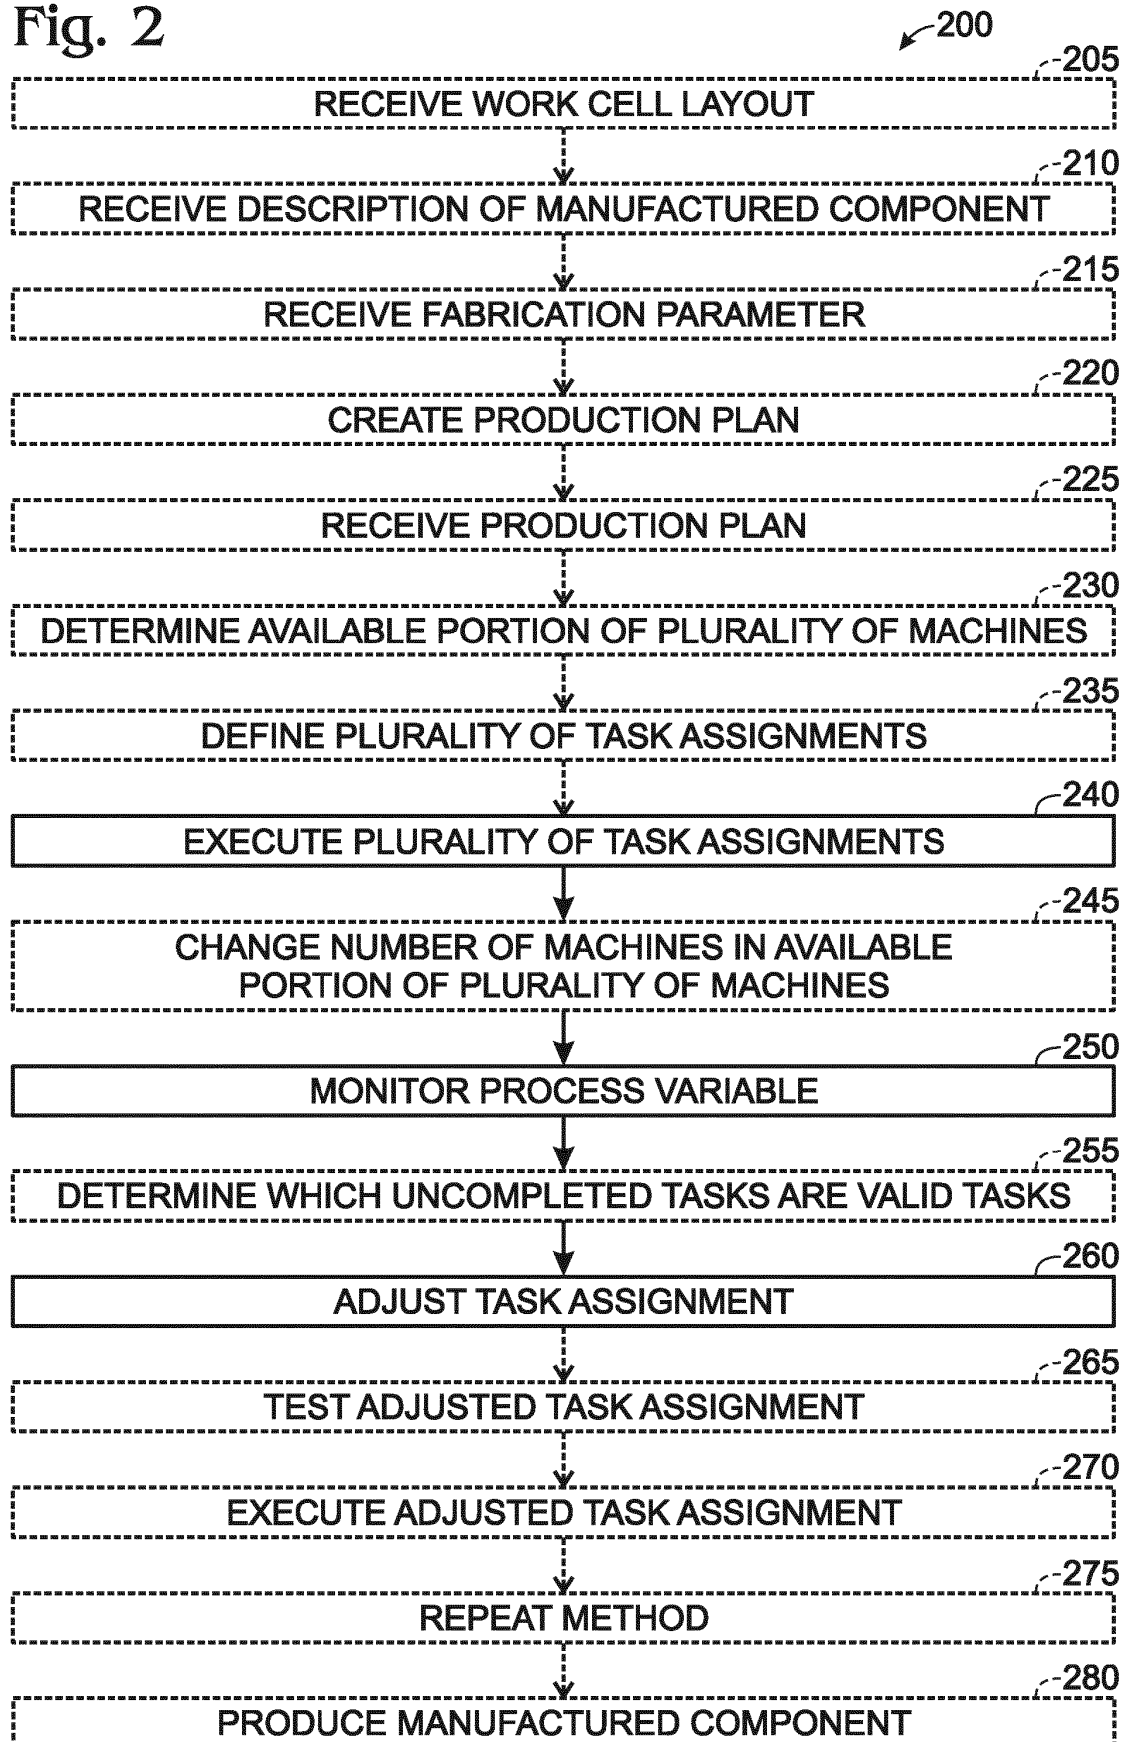 Fig. 2
200
205
RECEIVE WORK CELL LAYOUT
210
RECEIVE DESCRIPTION OF MANUFACTURED COMPONENT
215
RECEIVE FABRICATION PARAMETER
220
CREATE PRODUCTION PLAN
225
RECEIVE PRODUCTION PLAN
230
DETERMINE AVAILABLE PORTION OF PLURALITY OF MACHINES
235
DEFINE PLURALITY OF TASK ASSIGNMENTS
240
EXECUTE PLURALITY OF TASK ASSIGNMENTS
245
CHANGE NUMBER OF MACHINES IN AVAILABLE
PORTION OF PLURALITY OF MACHINES
250
MONITOR PROCESS VARIABLE
255
DETERMINE WHICH UNCOMPLETED TASKS ARE VALID TASKS
260
ADJUST TASK ASSIGNMENT
265
TEST ADJUSTED TASK ASSIGNMENT
270
EXECUTE ADJUSTED TASK ASSIGNMENT
275
REPEAT METHOD
280
PRODUCE MANUFACTURED COMPONENT